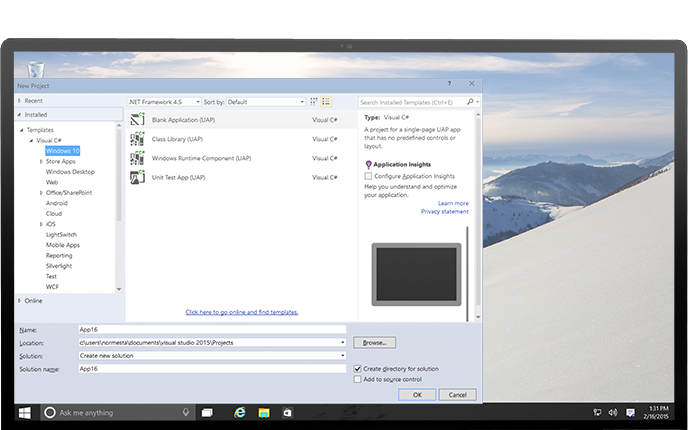 New Project
?
Recent
.NET Framework 4.5 Sort by: Default
Search Installed Templates (Ctrl+E)
Installed
Templates
Visual C#
Windows 10
Store Apps
Windows Desktop
Web
Office/SharePoint
Android
Cloud
iOS
LightSwitch
Mobile Apps
Reporting
Silverlight
Test
WCF
Online
Blank Application (UAP) Visual C#
Class Library (UAP) Visual C#
Windows Runtime Component (UAP) Visual C#
Unit Test App (UAP) Visual C#
Click here to go online and find templates.
Type: Visual C#
A project for a single-page UAP app
that has no predefined controls or
layout.
Application Insights
Configure Application Insights
Help you understand and optimize
your application.
Learn more
Privacy statement
Name: App16
Location: c:\users\normesta\documents\visual studio 2015\Projects Browse...
Solution: Create new solution
Solution name: App16
Create directory for solution
Add to source control
OK Cancel
Ask me anything
1:31 PM
2/16/2015